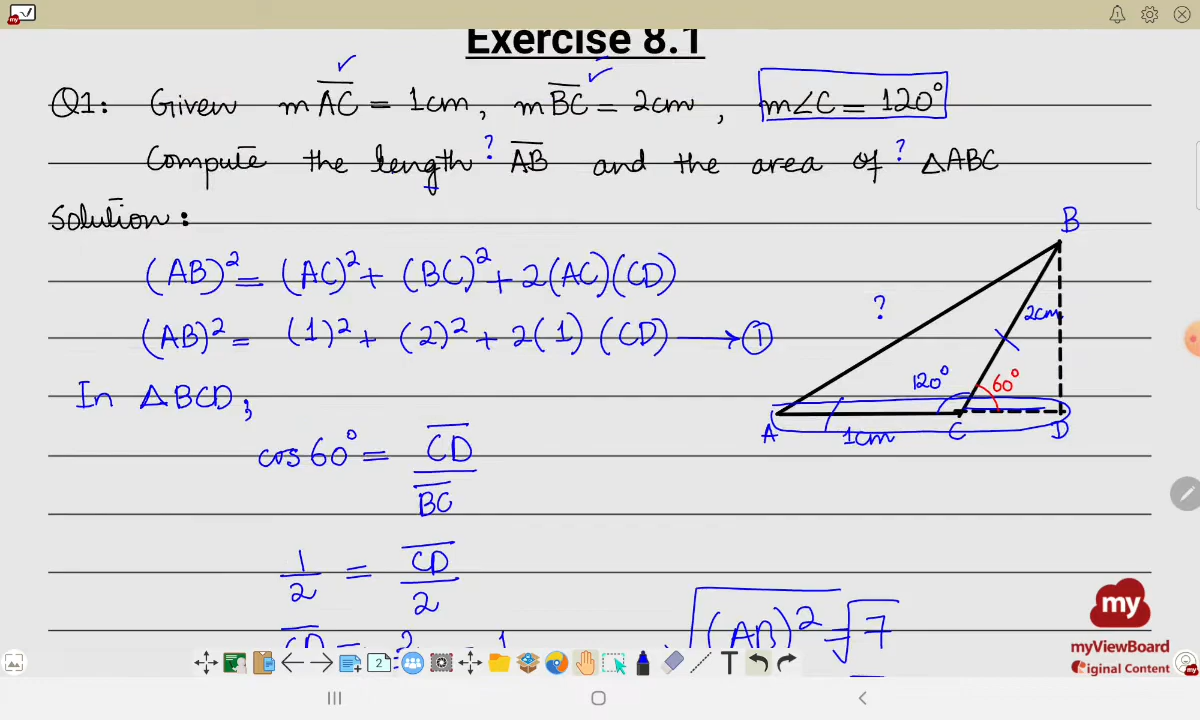 Exercise 8.1
Q1: Given m AC = 1cm, m BC = 2cm, m∠C = 120°
Compute the length ? AB and the area of ? △ABC
Solution:
B
(AB)² = (AC)² + (BC)² + 2(AC)(CD)
?
2cm
(AB)² = (1)² + (2)² + 2(1)(CD) → ①
In △BCD;
120°
60°
A
1cm
C
D
cos 60° = CD / BC
1/2 = CD / 2
√(AB)² = √7
my
myViewBoard
Original Content
2
T